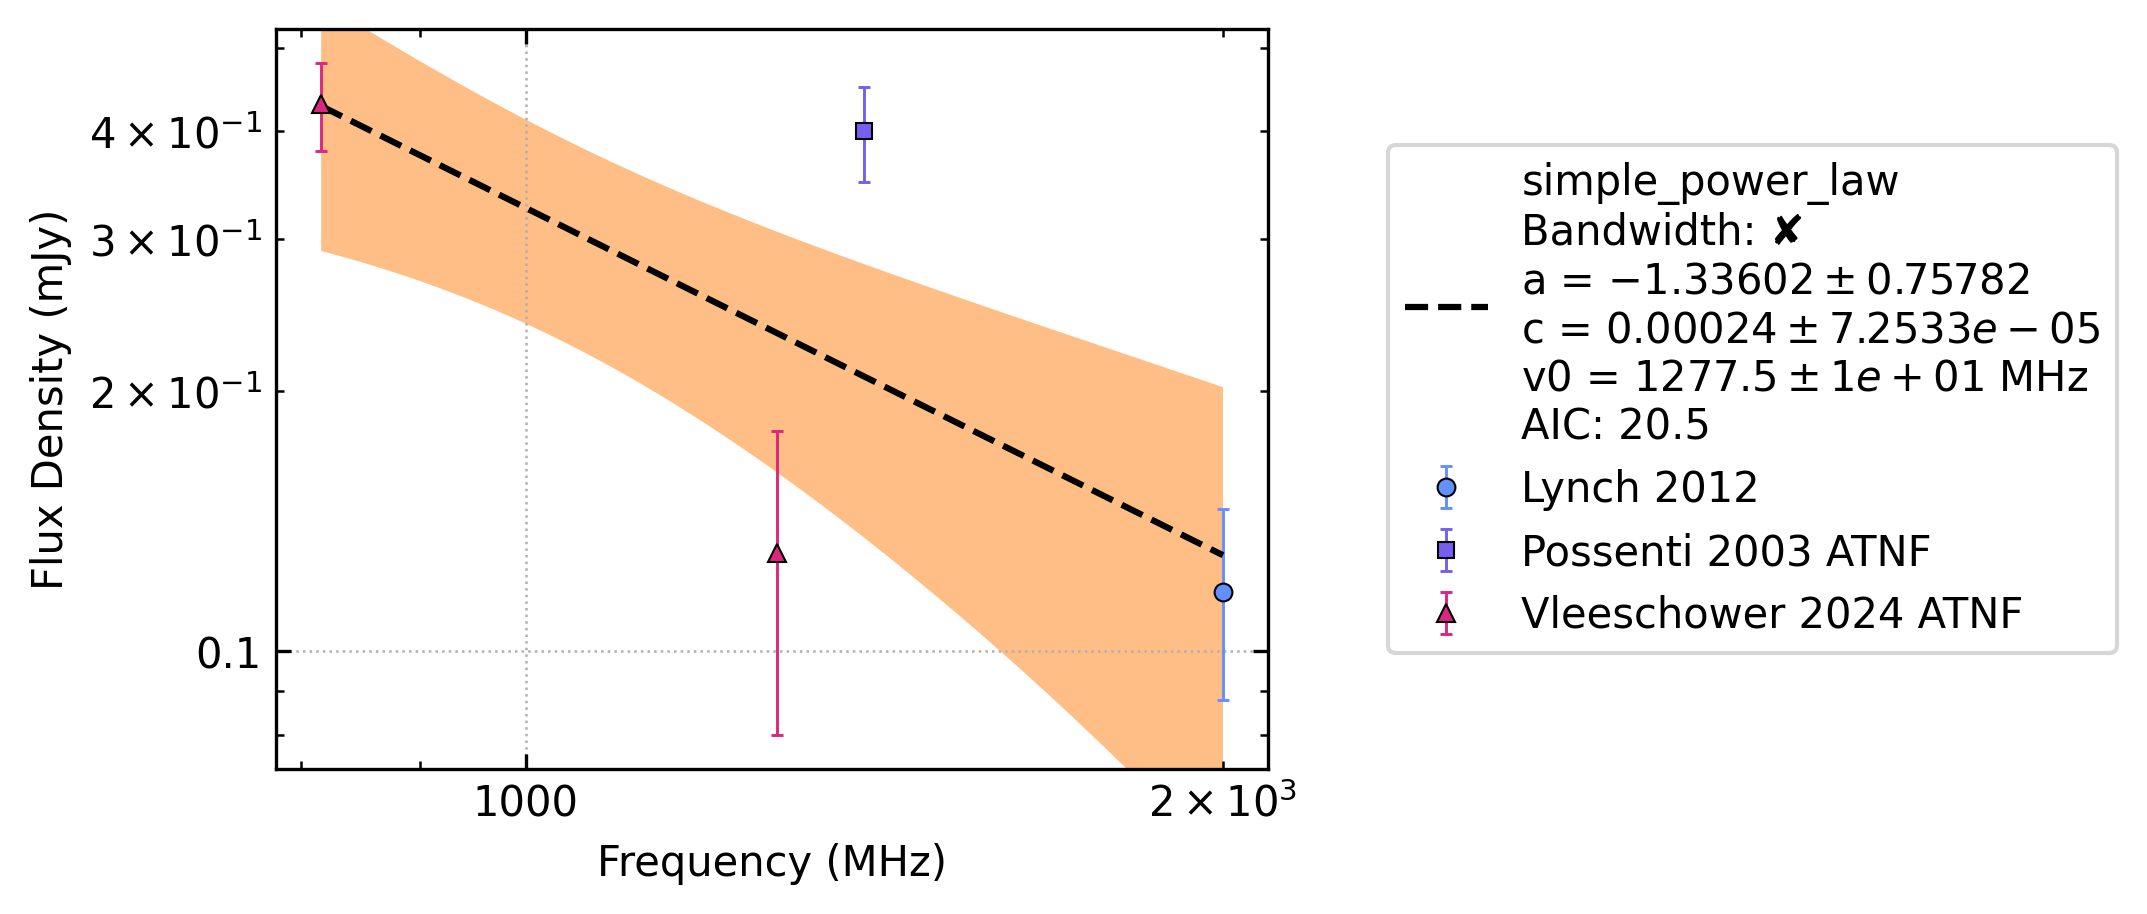 4 × 10⁻¹
3 × 10⁻¹
2 × 10⁻¹
0.1
Flux Density (mJy)
1000
2 × 10³
Frequency (MHz)
simple_power_law
Bandwidth: ✘
a = −1.33602 ± 0.75782
c = 0.00024 ± 7.2533e − 05
v0 = 1277.5 ± 1e + 01 MHz
AIC: 20.5
Lynch 2012
Possenti 2003 ATNF
Vleeschower 2024 ATNF